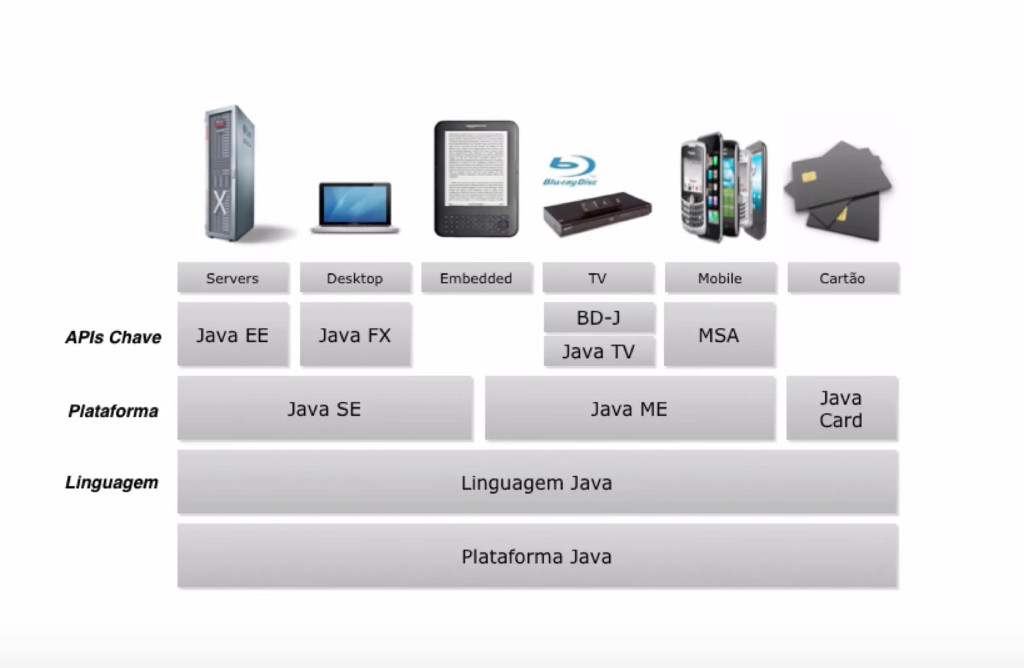 Blu-ray Disc
Servers
Desktop
Embedded
TV
Mobile
Cartão
APIs Chave
Java EE
Java FX
BD-J
Java TV
MSA
Plataforma
Java SE
Java ME
Java
Card
Linguagem
Linguagem Java
Plataforma Java